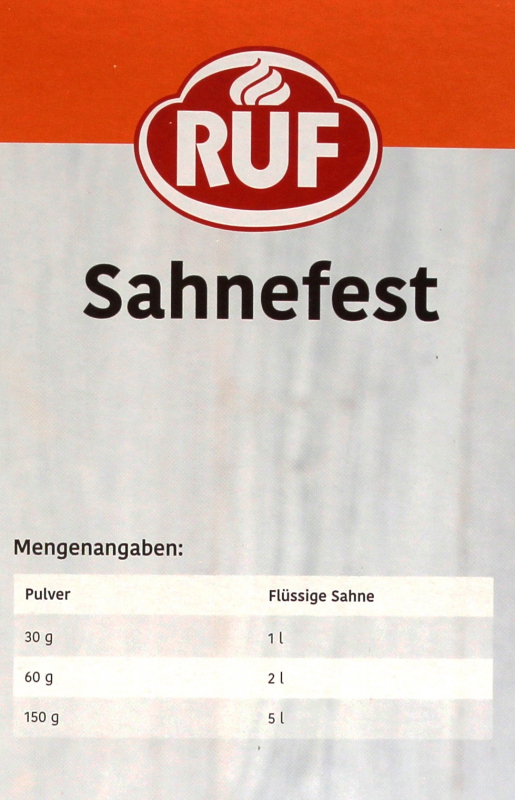 RUF
Sahnefest
Mengenangaben:
Pulver Flüssige Sahne
30 g 1 l
60 g 2 l
150 g 5 l